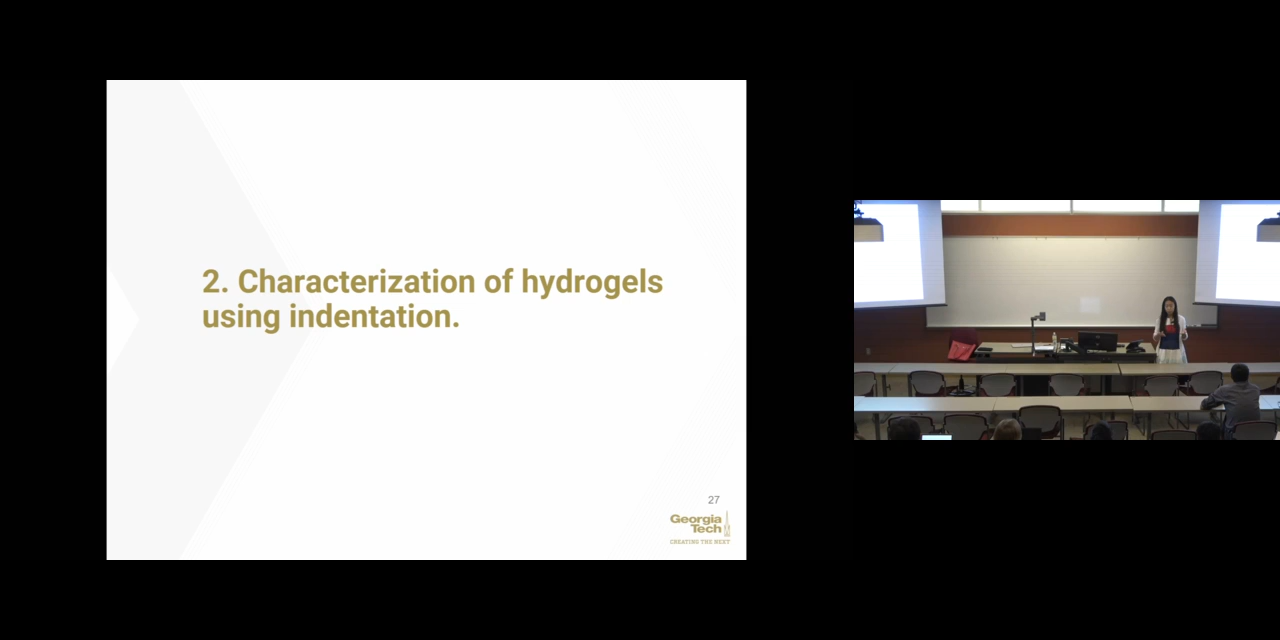 2. Characterization of hydrogels
using indentation.
27
Georgia
Tech
CREATING THE NEXT